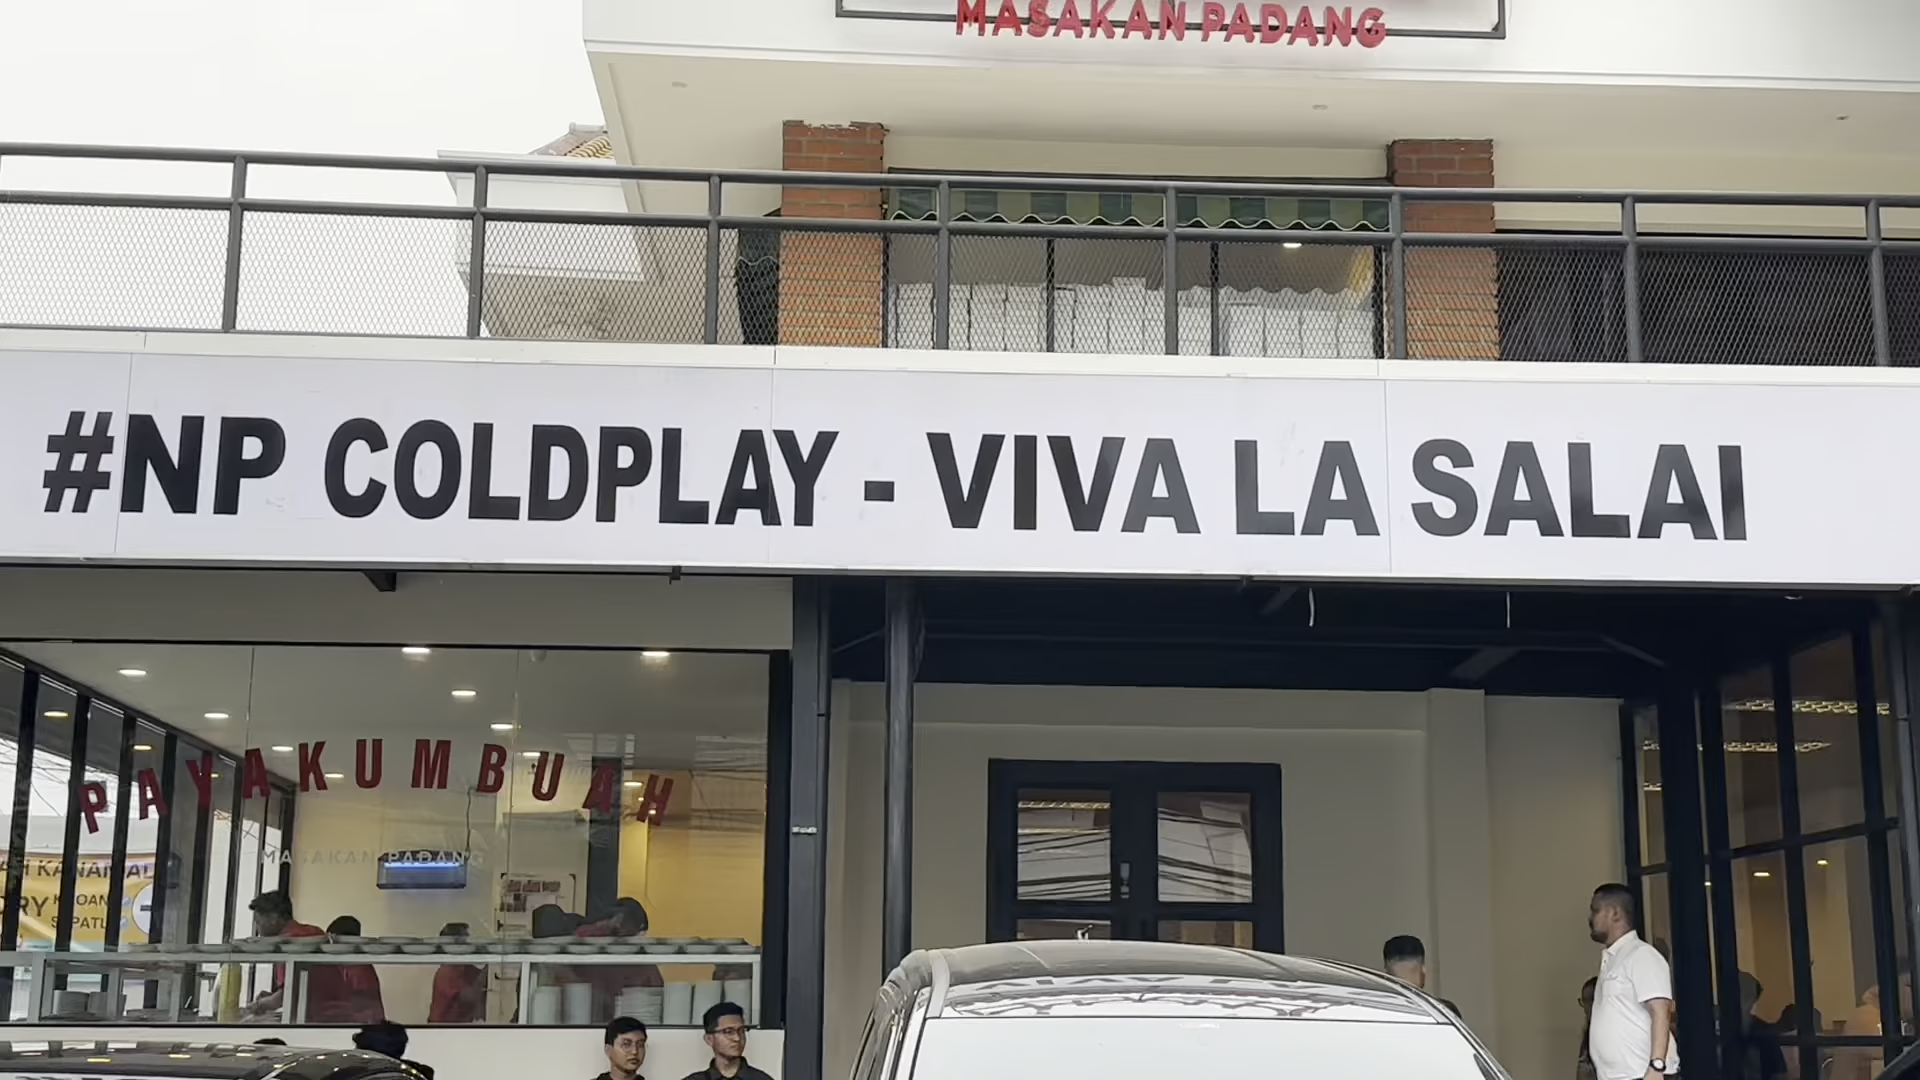 MASAKAN PADANG
#NP COLDPLAY - VIVA LA SALAI
PAYAKUMBUAH
MASAKAN PADANG